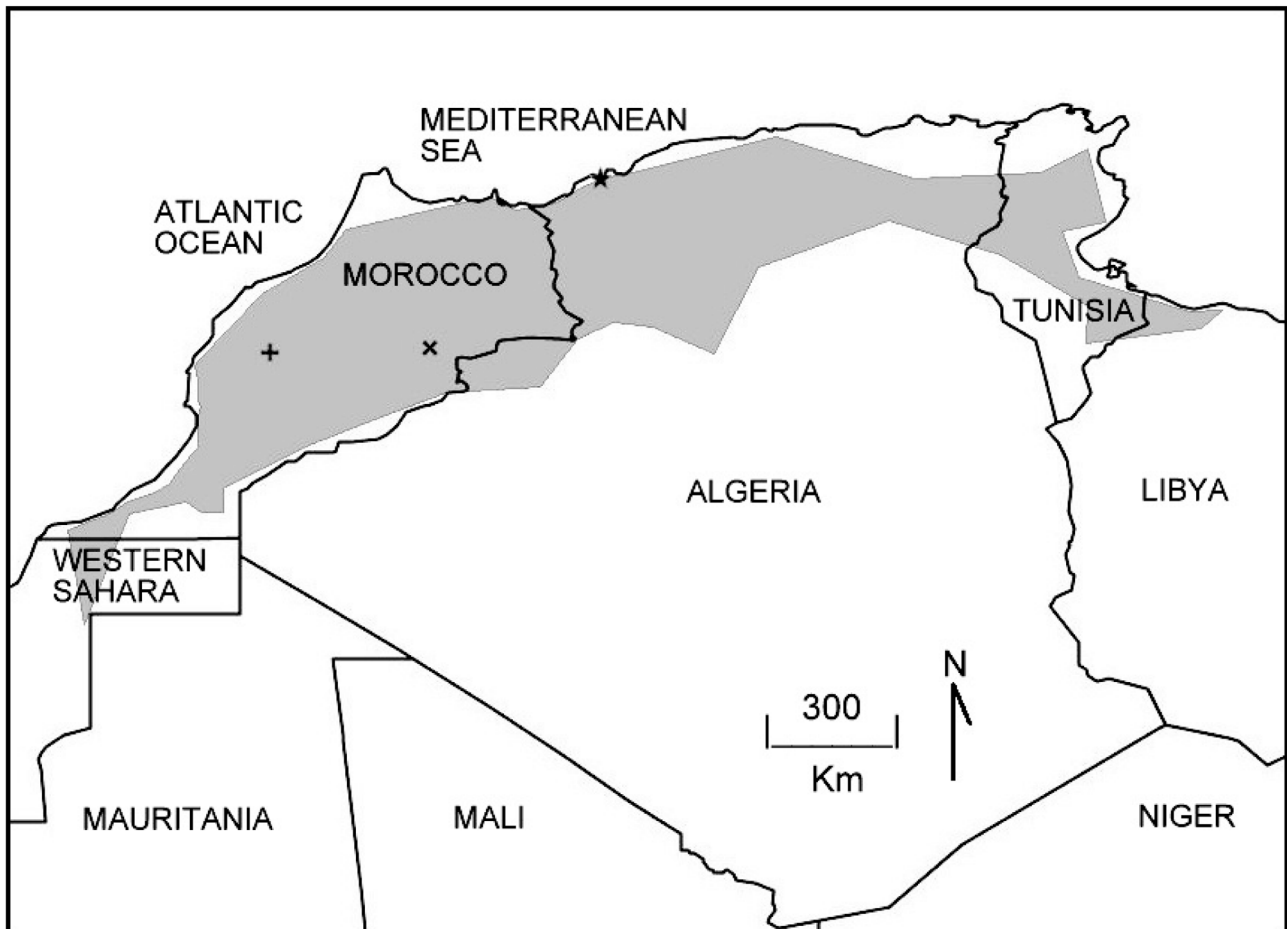 MEDITERRANEAN
SEA
ATLANTIC
OCEAN
MOROCCO
TUNISIA
ALGERIA
LIBYA
WESTERN
SAHARA
N
300
Km
MAURITANIA
MALI
NIGER